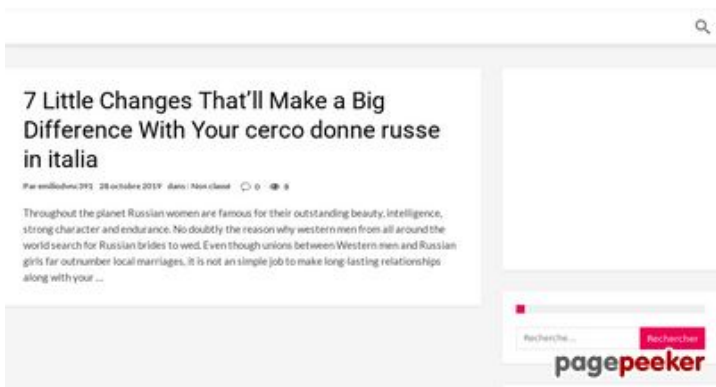 7 Little Changes That'll Make a Big
Difference With Your cerco donne russe
in italia
Par emiliodvnc391 28 octobre 2019 dans : Non classé 0 8
Throughout the planet Russian women are famous for their outstanding beauty, intelligence,
strong character and endurance. No doubtly the reason why western men from all around the
world search for Russian brides to wed. Even though unions between Western men and Russian
girls far outnumber local marriages, it is not an simple job to make long-lasting relationships
along with your ...
Recherche...
Rechercher
pagepeeker